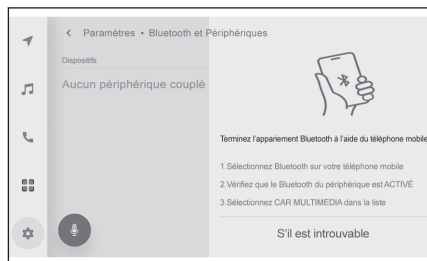 < Paramètres • Bluetooth et Périphériques
Dispositifs
Aucun périphérique couplé
Terminez l'appariement Bluetooth à l'aide du téléphone mobile
1.Sélectionnez Bluetooth sur votre téléphone mobile
2.Vérifiez que le Bluetooth du périphérique est ACTIVÉ
3.Sélectionnez CAR MULTIMEDIA dans la liste
S'il est introuvable